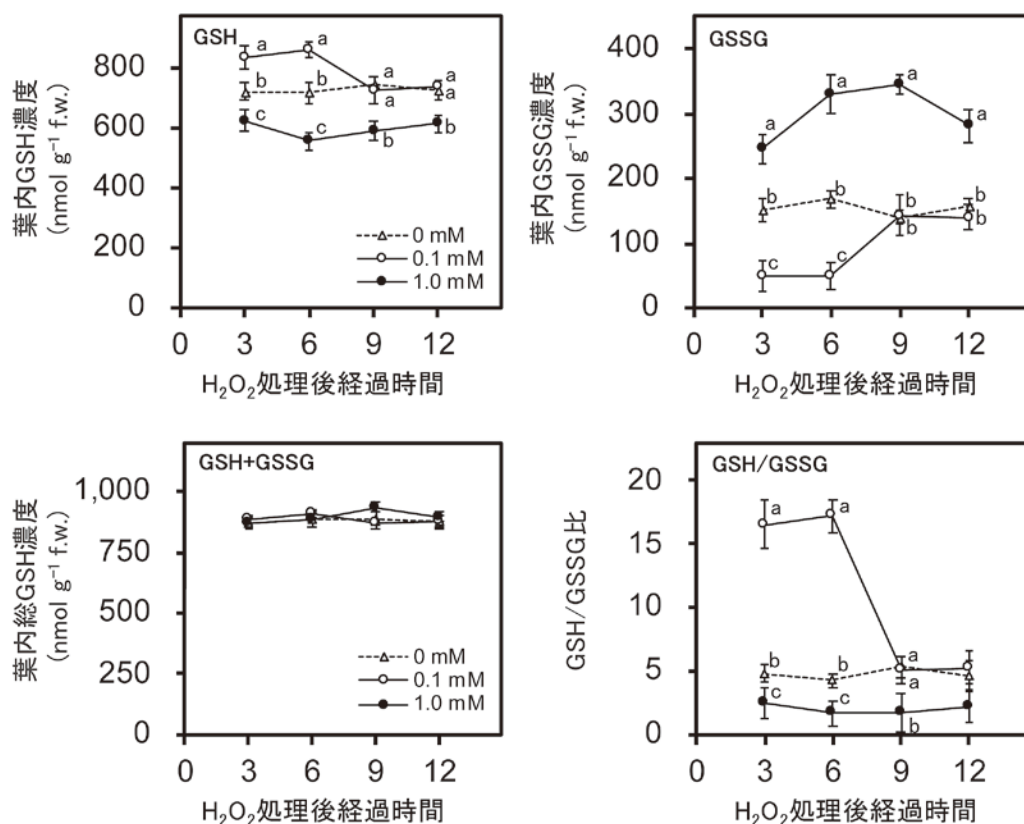 GSH
葉内GSH濃度
(nmol g⁻¹ f.w.)
800
600
400
200
0
a
a
b
b
a
a
a
a
c
c
b
b
0 mM
0.1 mM
1.0 mM
0 3 6 9 12
H₂O₂処理後経過時間
GSSG
葉内GSSG濃度
(nmol g⁻¹ f.w.)
400
300
200
100
0
a
a
a
a
b
b
b
b
b
b
c
c
0 3 6 9 12
H₂O₂処理後経過時間
GSH+GSSG
葉内総GSH濃度
(nmol g⁻¹ f.w.)
1,000
750
500
250
0
0 mM
0.1 mM
1.0 mM
0 3 6 9 12
H₂O₂処理後経過時間
GSH/GSSG
GSH/GSSG比
20
15
10
5
0
a
a
b
b
a
a
c
c
b
0 3 6 9 12
H₂O₂処理後経過時間